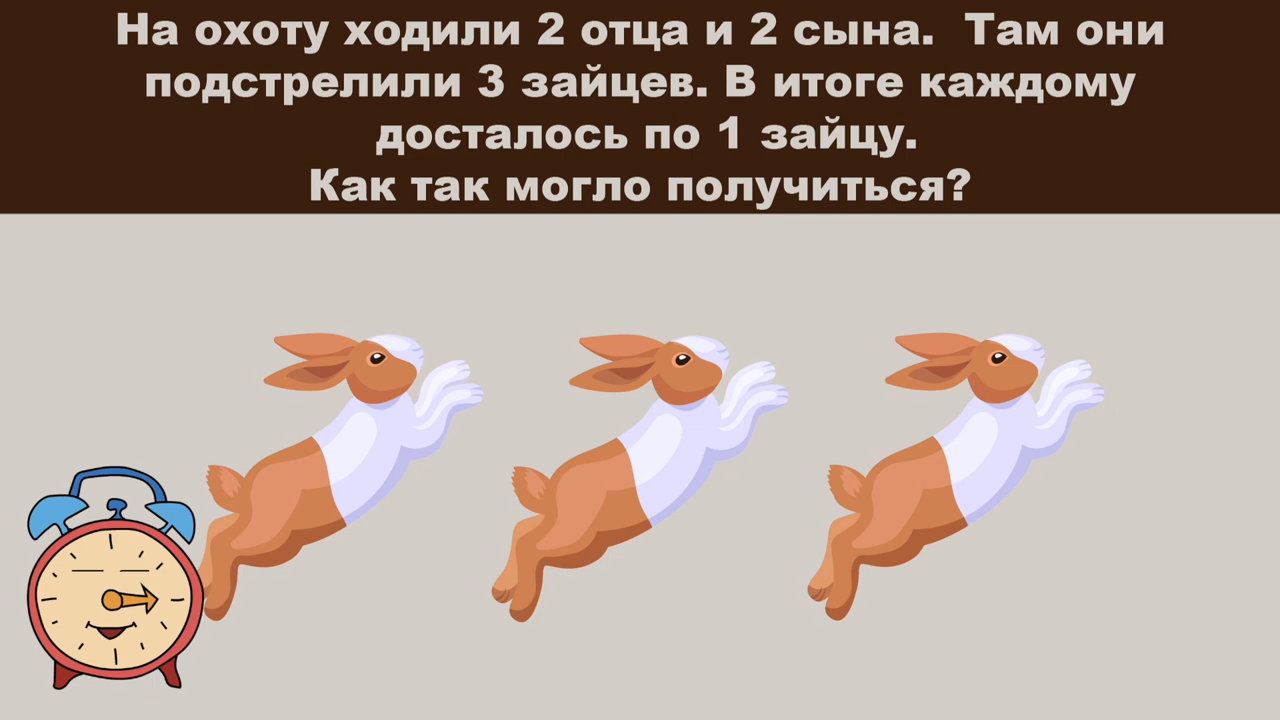 На охоту ходили 2 отца и 2 сына. Там они
подстрелили 3 зайцев. В итоге каждому
досталось по 1 зайцу.
Как так могло получиться?